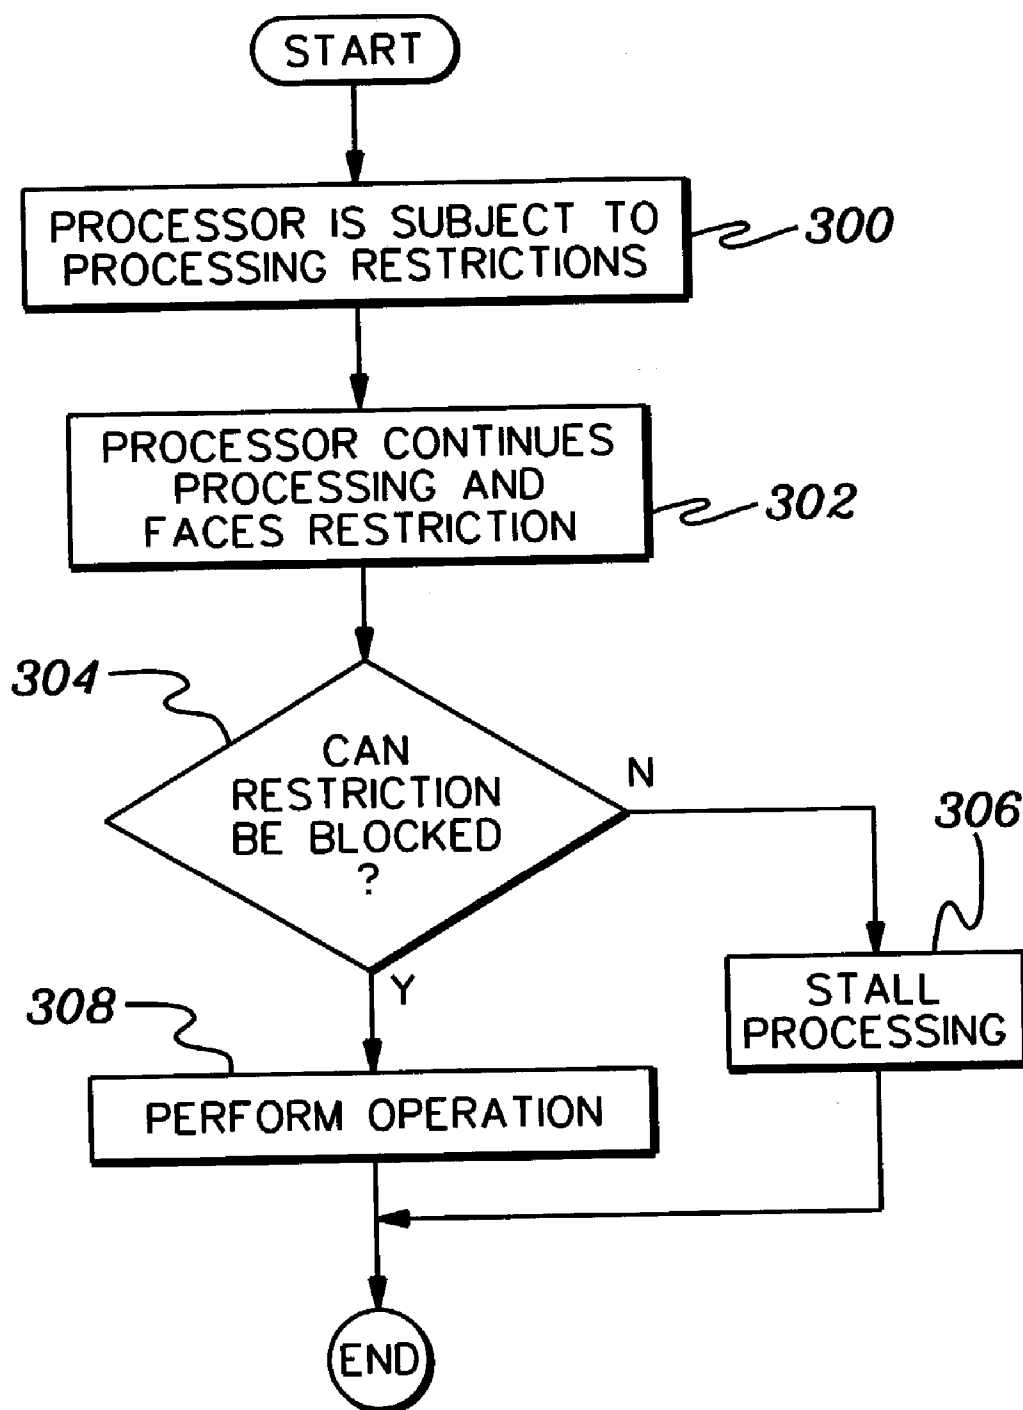 START
PROCESSOR IS SUBJECT TO
PROCESSING RESTRICTIONS
300
PROCESSOR CONTINUES
PROCESSING AND
FACES RESTRICTION
302
304
CAN
RESTRICTION
BE BLOCKED
?
N
306
STALL
PROCESSING
Y
308
PERFORM OPERATION
END